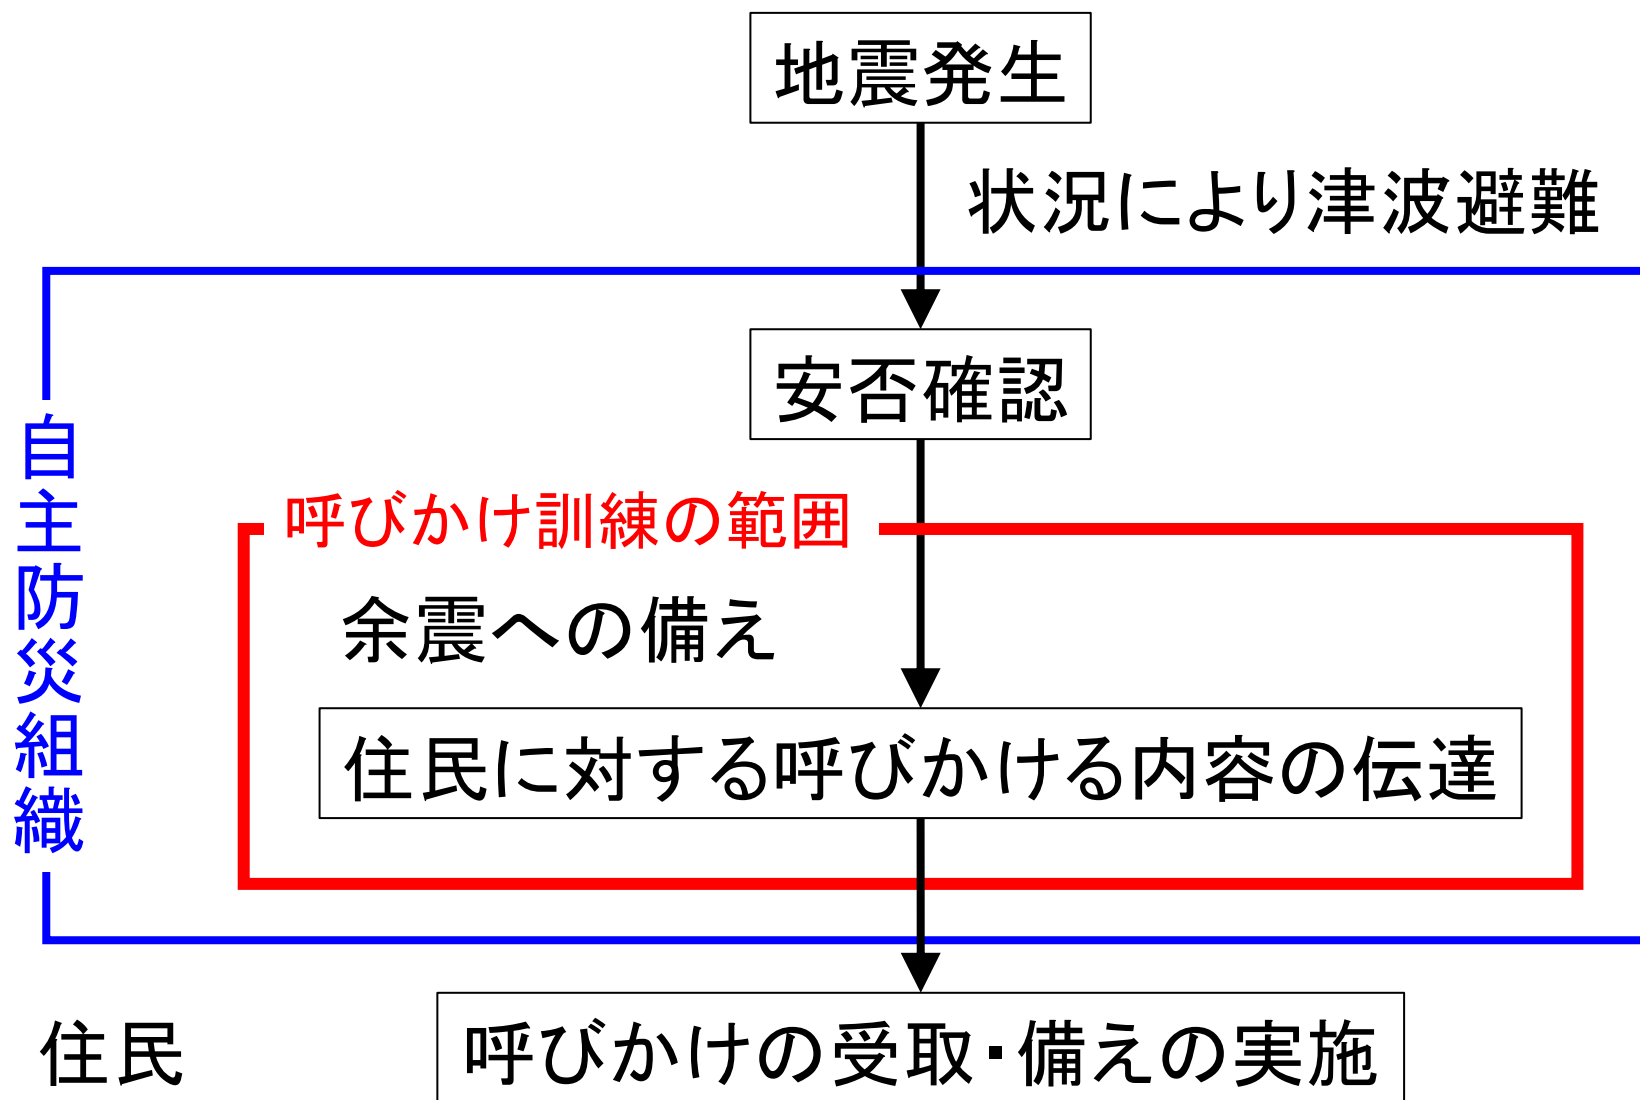 地震発生
状況により津波避難
安否確認
自主防災組織
呼びかけ訓練の範囲
余震への備え
住民に対する呼びかける内容の伝達
住民
呼びかけの受取・備えの実施